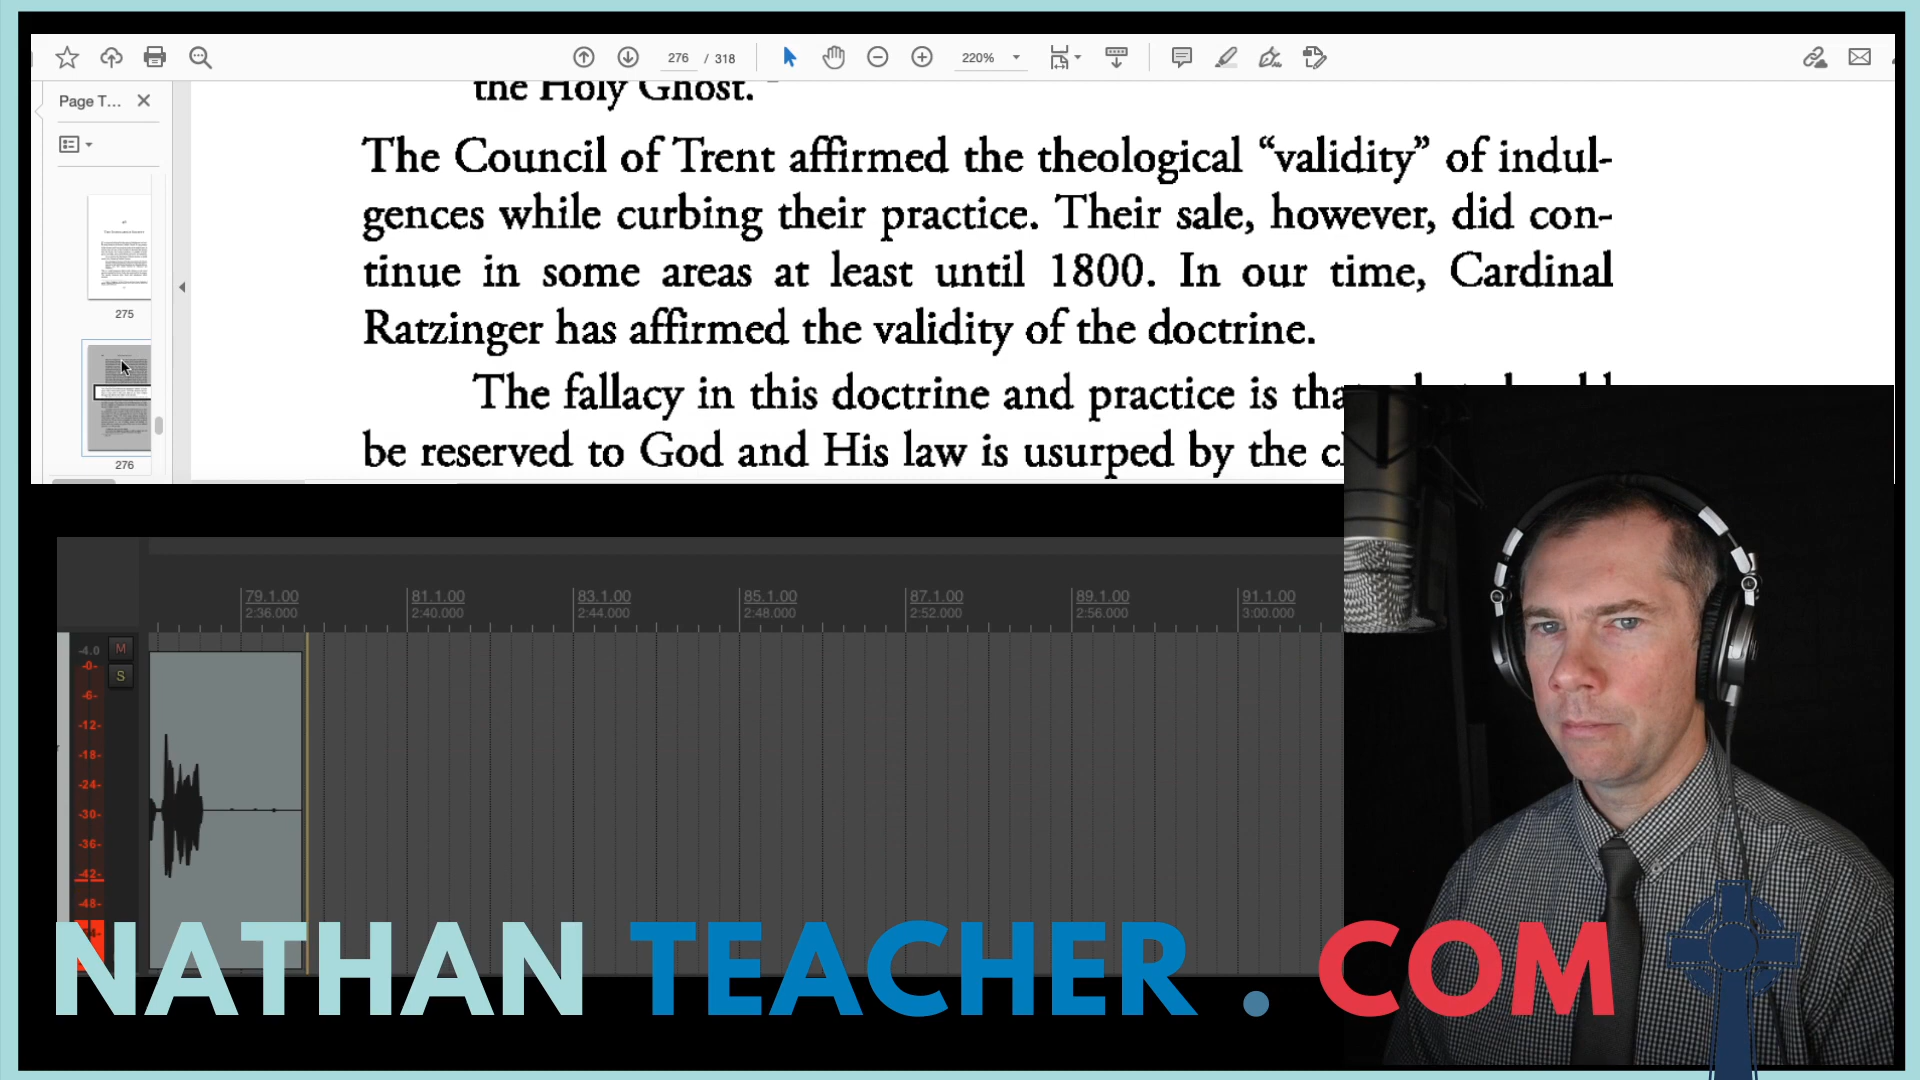 276 / 318
220%
Page T...
275
276
the Holy Ghost.
The Council of Trent affirmed the theological “validity” of indul-
gences while curbing their practice. Their sale, however, did con-
tinue in some areas at least until 1800. In our time, Cardinal
Ratzinger has affirmed the validity of the doctrine.
The fallacy in this doctrine and practice is
be reserved to God and His law is usurped by the
79.1.00 81.1.00 83.1.00 85.1.00 87.1.00 89.1.00 91.1.00
2:36.000 2:40.000 2:44.000 2:48.000 2:52.000 2:56.000 3:00.000
-4.0 M
-0-
S
-6-
-12-
-18-
-24-
-30-
-36-
-42-
-48-
NATHAN TEACHER . COM